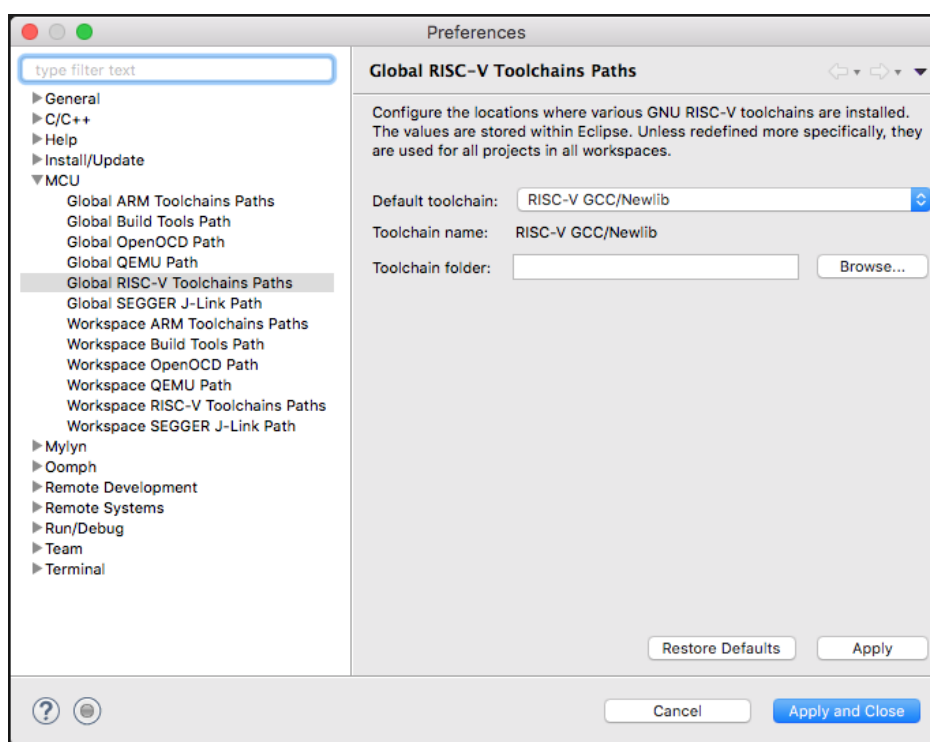 Preferences
type filter text
General
C/C++
Help
Install/Update
MCU
Global ARM Toolchains Paths
Global Build Tools Path
Global OpenOCD Path
Global QEMU Path
Global RISC-V Toolchains Paths
Global SEGGER J-Link Path
Workspace ARM Toolchains Paths
Workspace Build Tools Path
Workspace OpenOCD Path
Workspace QEMU Path
Workspace RISC-V Toolchains Paths
Workspace SEGGER J-Link Path
Mylyn
Oomph
Remote Development
Remote Systems
Run/Debug
Team
Terminal
Global RISC-V Toolchains Paths
Configure the locations where various GNU RISC-V toolchains are installed.
The values are stored within Eclipse. Unless redefined more specifically, they
are used for all projects in all workspaces.
Default toolchain: RISC-V GCC/Newlib
Toolchain name: RISC-V GCC/Newlib
Toolchain folder: Browse...
Restore Defaults Apply
? Cancel Apply and Close